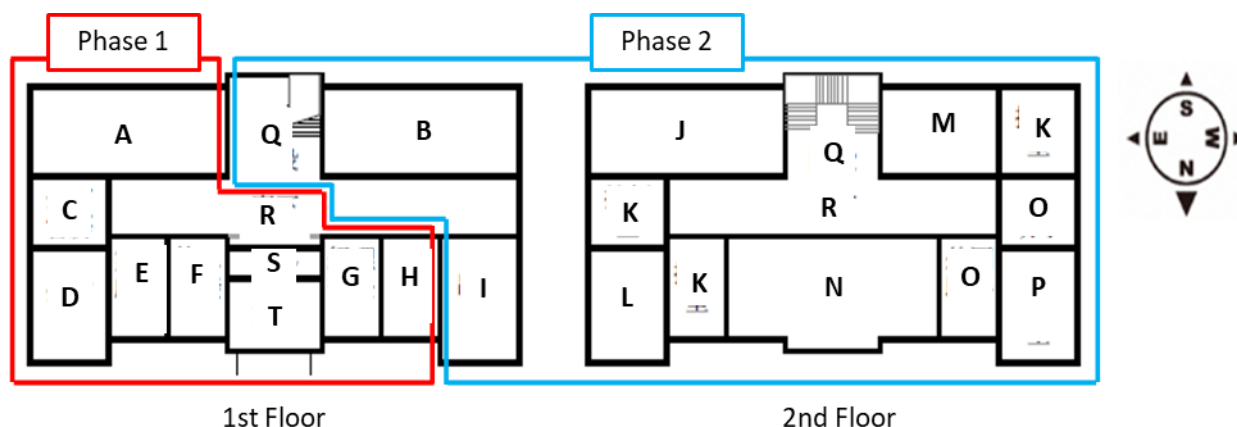 Phase 1
Phase 2
A
Q
B
J
Q
M
K
C
R
K
R
O
D
E
F
S
T
G
H
I
L
K
N
O
P
S
E
W
N
1st Floor
2nd Floor